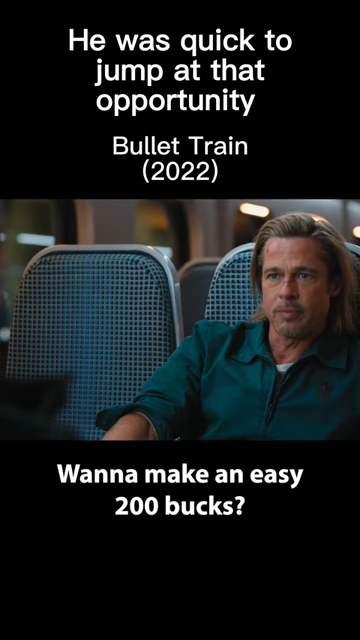 He was quick to
jump at that
opportunity
Bullet Train
(2022)
Wanna make an easy
200 bucks?